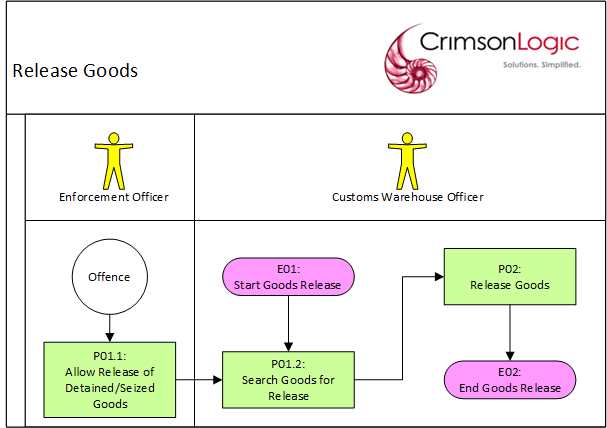 Release Goods
CrimsonLogic
Solutions. Simplified.
Enforcement Officer
Customs Warehouse Officer
Offence
E01:
Start Goods Release
P02:
Release Goods
P01.1:
Allow Release of
Detained/Seized
Goods
P01.2:
Search Goods for
Release
E02:
End Goods Release